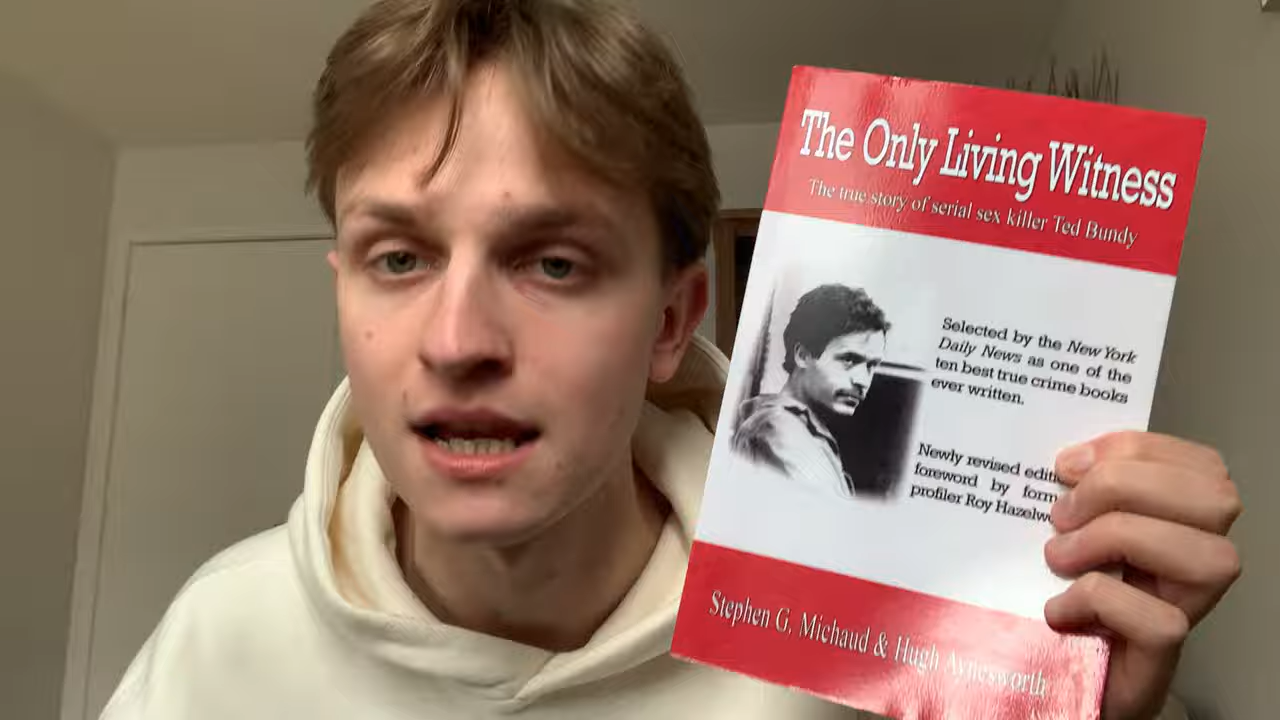 The Only Living Witness
The true story of serial sex killer Ted Bundy
Selected by the New York
Daily News as one of the
ten best true crime books
ever written.
Newly revised
foreword by
profiler Roy
Stephen G. Michaud & Hugh Aynesworth